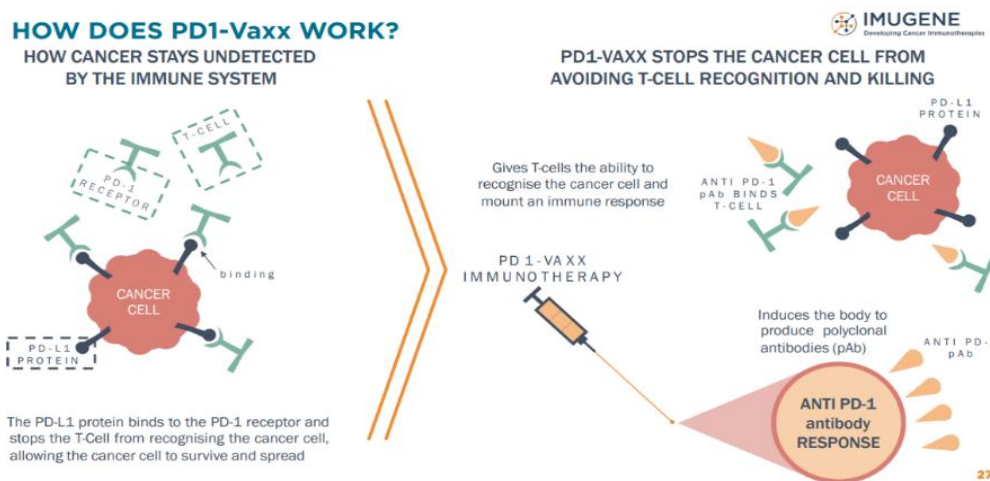 HOW DOES PD1-Vaxx WORK?
HOW CANCER STAYS UNDETECTED
BY THE IMMUNE SYSTEM
T-CELL
PD-1
RECEPTOR
binding
CANCER
CELL
PD-L1
PROTEIN
The PD-L1 protein binds to the PD-1 receptor and
stops the T-Cell from recognising the cancer cell,
allowing the cancer cell to survive and spread
IMUGENE
Developing Cancer Immunotherapies
PD1-VAXX STOPS THE CANCER CELL FROM
AVOIDING T-CELL RECOGNITION AND KILLING
PD-L1
PROTEIN
Gives T-cells the ability to
recognise the cancer cell and
mount an immune response
ANTI PD-1
pAb BINDS
T-CELL
CANCER
CELL
PD1-VAXX
IMMUNOTHERAPY
Induces the body to
produce polyclonal
antibodies (pAb)
ANTI PD-
pAb
ANTI PD-1
antibody
RESPONSE
27